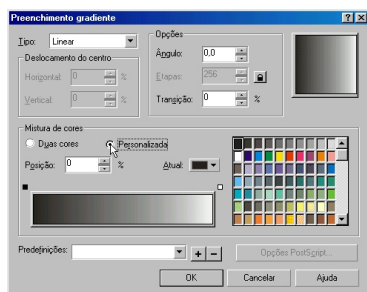 Preenchimento gradiente
Tipo: Linear
Opções
Deslocamento do centro
Ângulo: 0,0
Horizontal: 0 %
Etapas: 256
Vertical: 0 %
Transição: 0 %
Mistura de cores
Duas cores Personalizada
Posição: 0 % Atual:
Predefinições: + − Opções PostScript...
OK Cancelar Ajuda